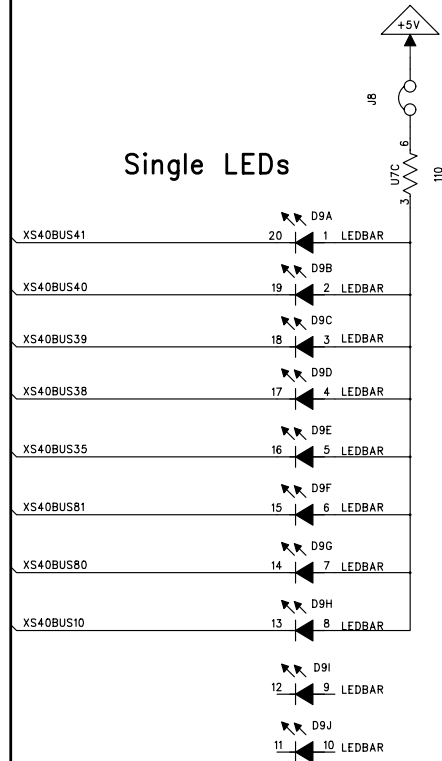 +5V
J8
6
U7C
110
3
Single LEDs
D9A
XS40BUS41 20 1 LEDBAR
D9B
XS40BUS40 19 2 LEDBAR
D9C
XS40BUS39 18 3 LEDBAR
D9D
XS40BUS38 17 4 LEDBAR
D9E
XS40BUS35 16 5 LEDBAR
D9F
XS40BUS81 15 6 LEDBAR
D9G
XS40BUS80 14 7 LEDBAR
D9H
XS40BUS10 13 8 LEDBAR
D9I
12 9 LEDBAR
D9J
11 10 LEDBAR